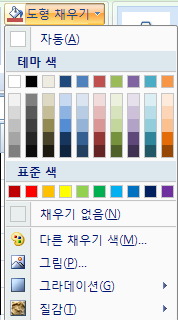 도형 채우기
자동(A)
테마 색
표준 색
채우기 없음(N)
다른 채우기 색(M)...
그림(P)...
그라데이션(G)
질감(T)